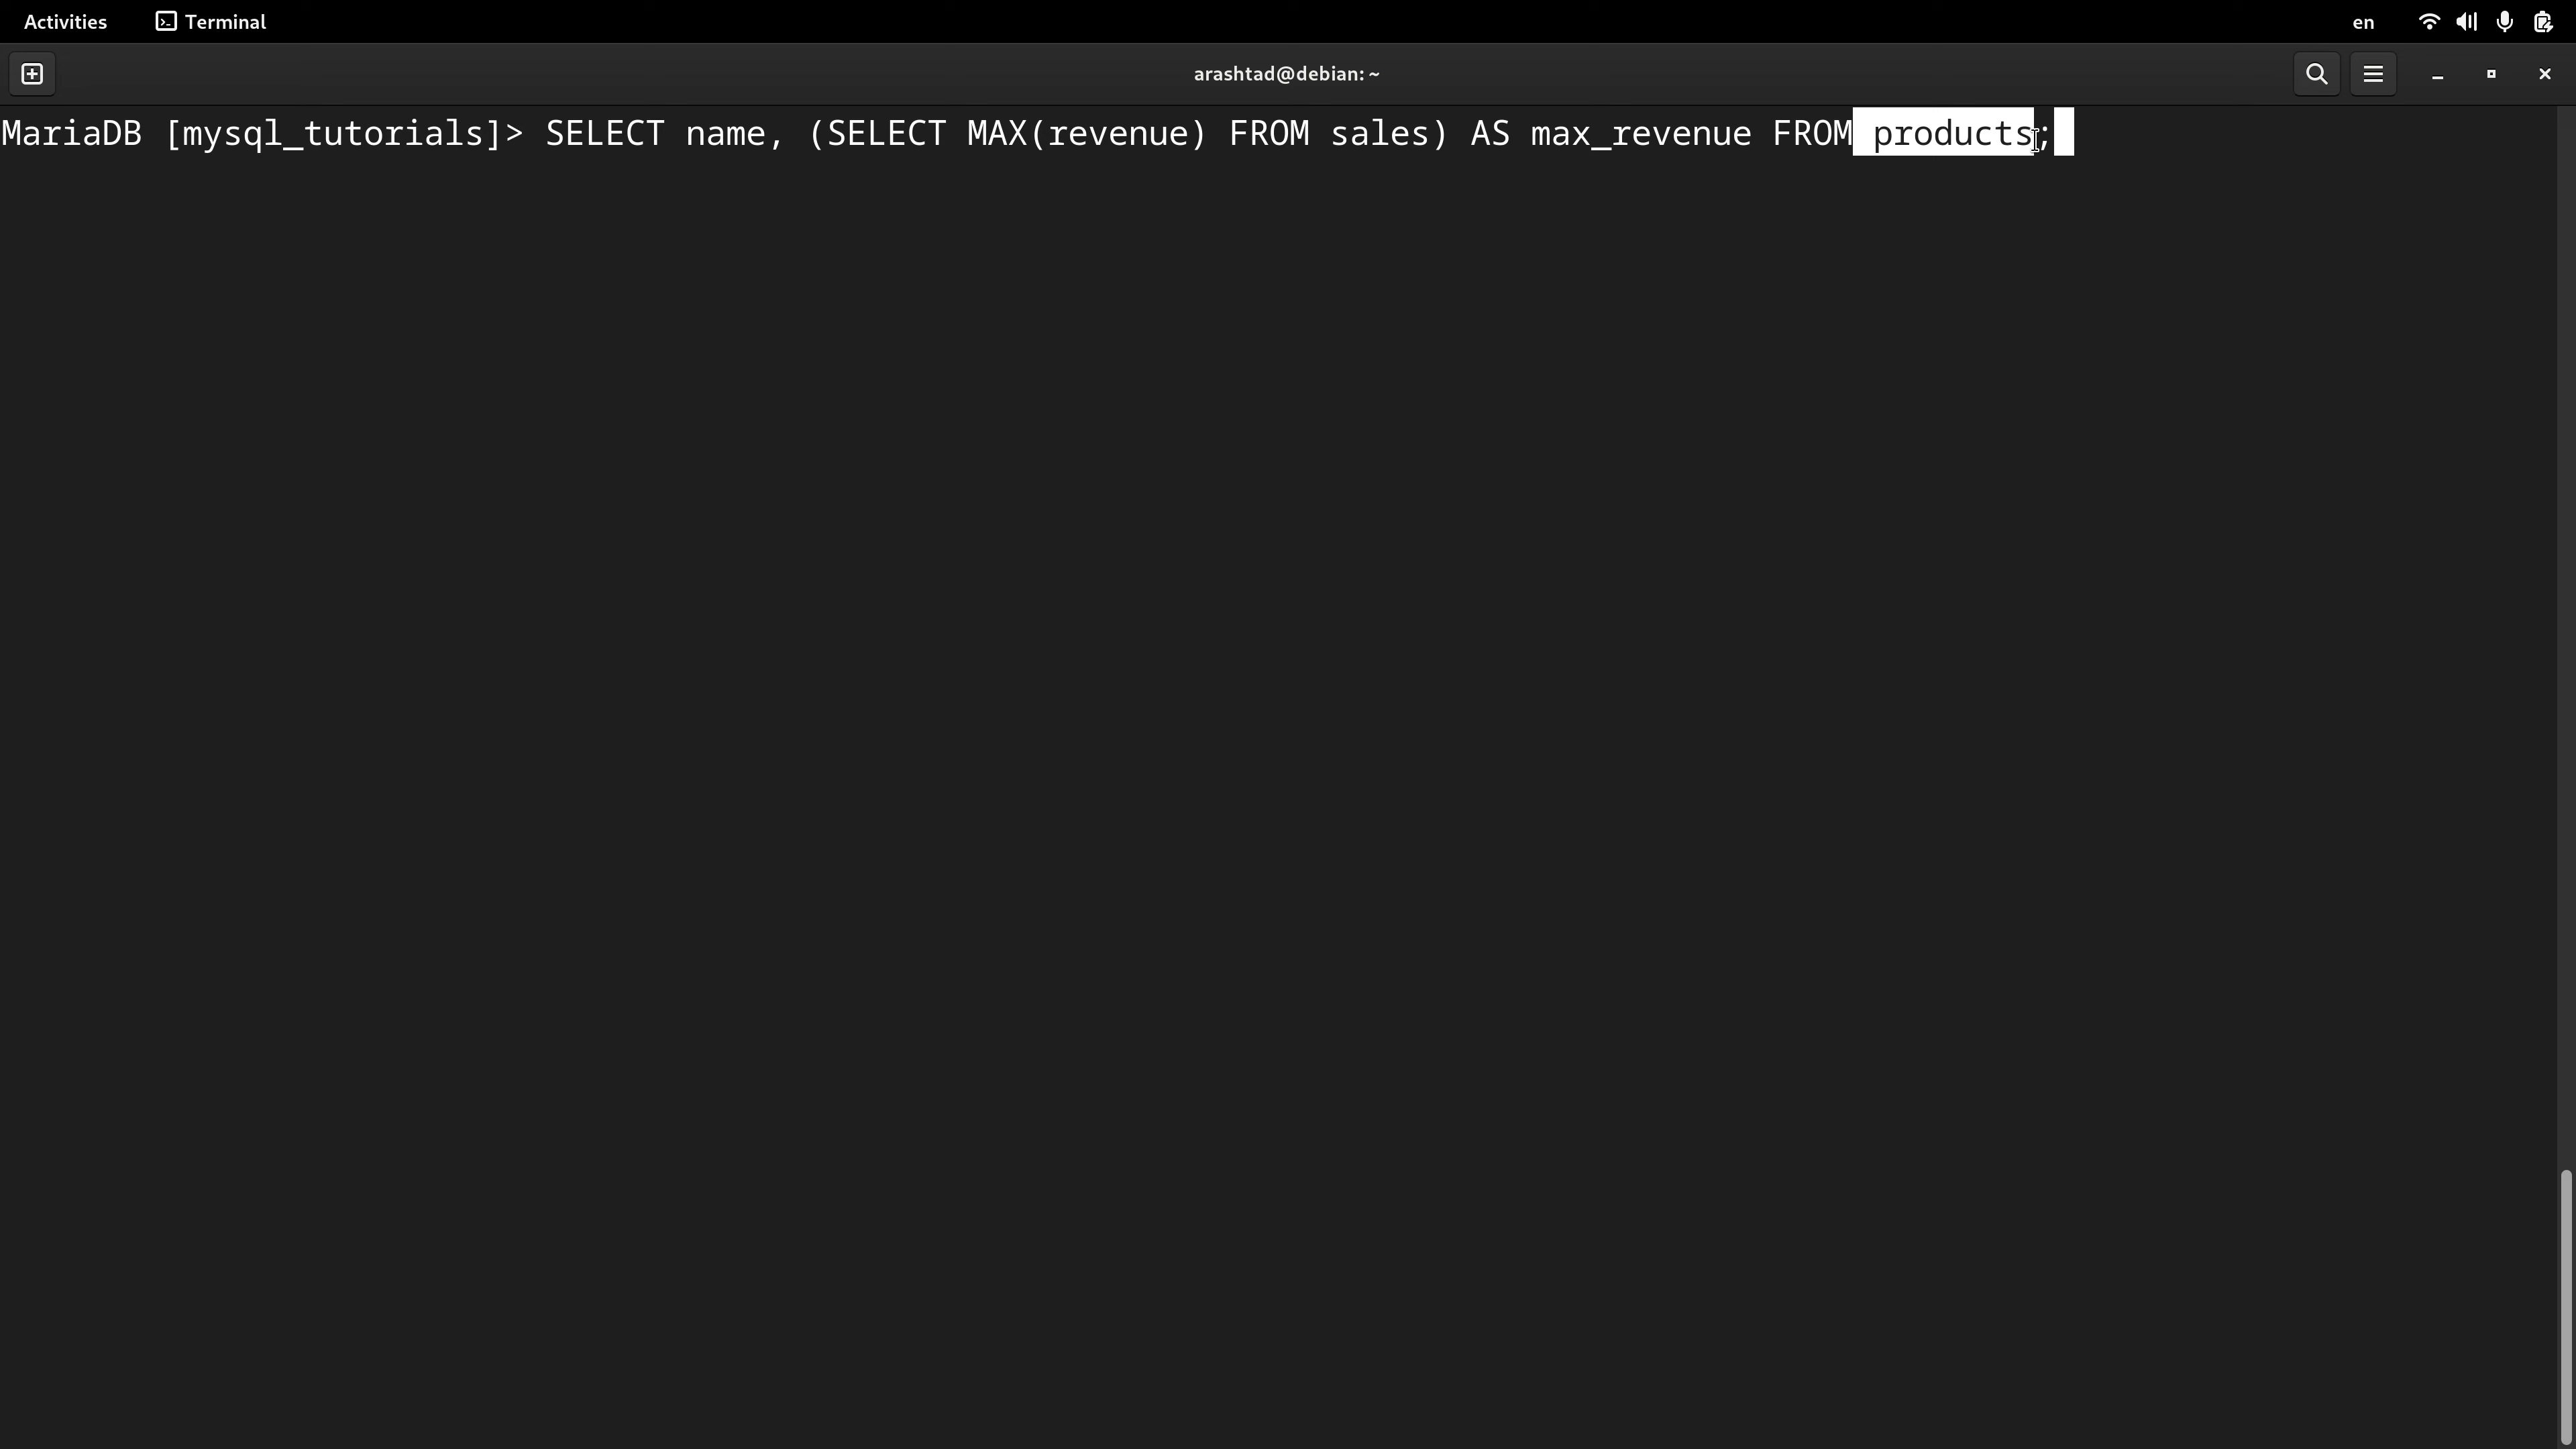 Activities Terminal en
arashtad@debian: ~
MariaDB [mysql_tutorials]> SELECT name, (SELECT MAX(revenue) FROM sales) AS max_revenue FROM products;